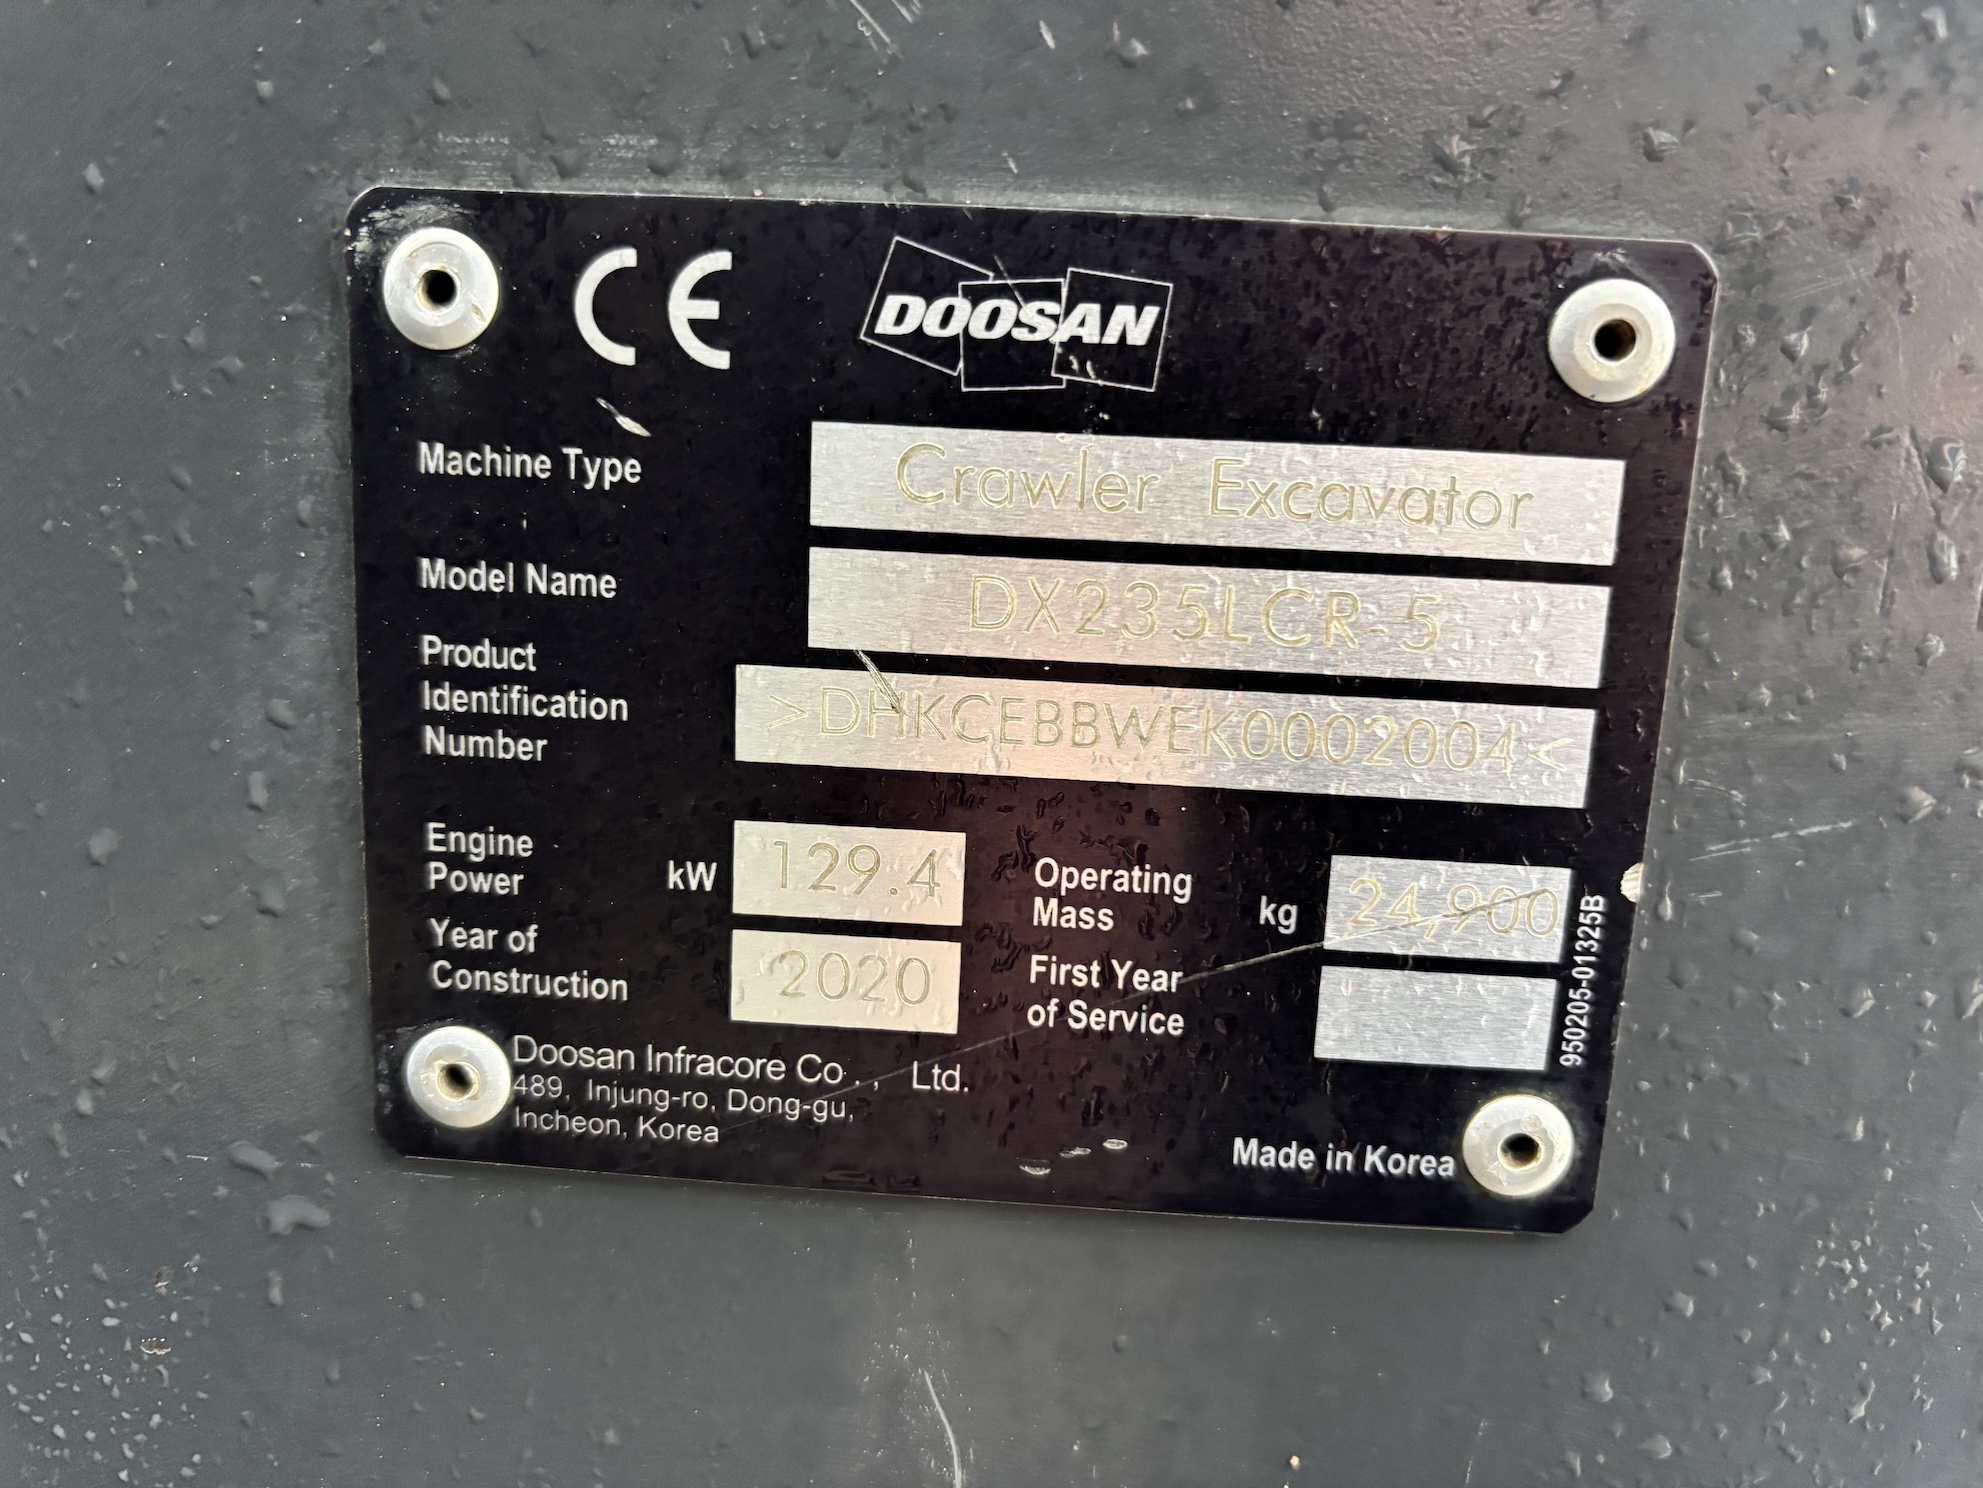 CE DOOSAN
Machine Type Crawler Excavator
Model Name DX235LCR-5
Product
Identification
Number
>DHKCEBBWEK0002004<
Engine
Power
kW 129.4
Operating
Mass
kg 24,900
Year of
Construction
2020
First Year
of Service
950205-01325B
Doosan Infracore Co., Ltd.
489, Injung-ro, Dong-gu,
Incheon, Korea
Made in Korea